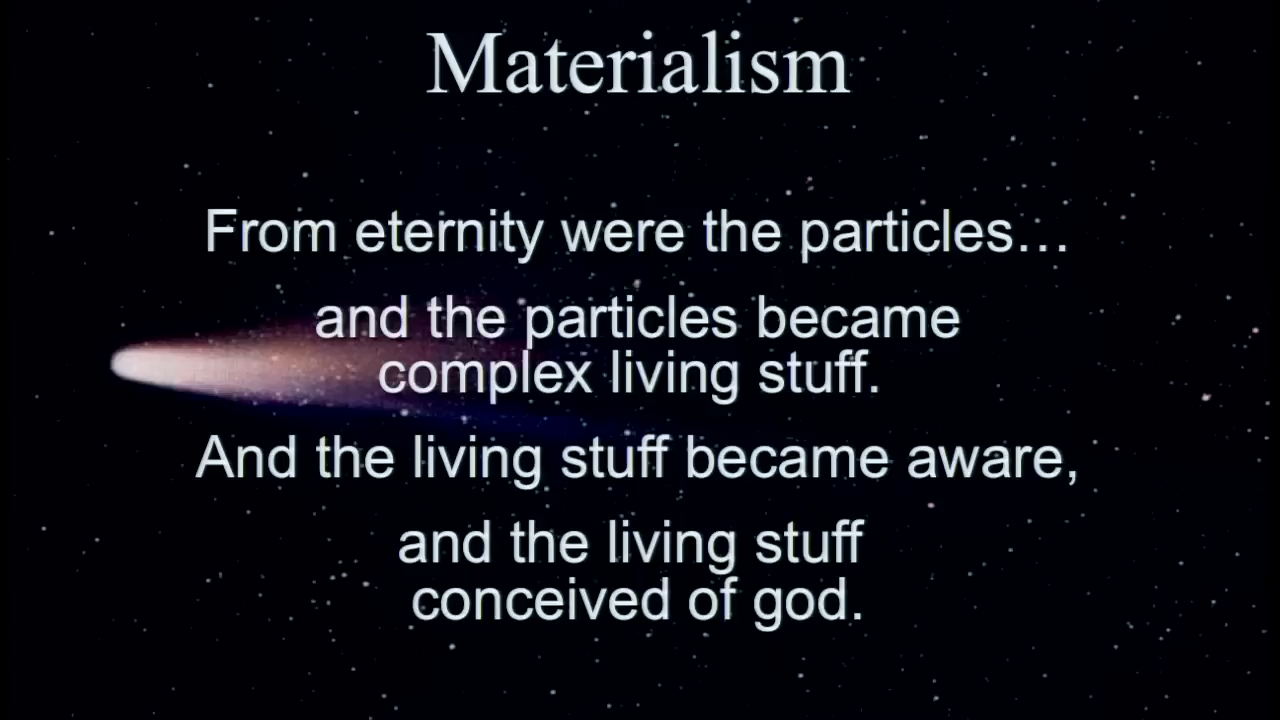 Materialism
From eternity were the particles…
and the particles became
complex living stuff.
And the living stuff became aware,
and the living stuff
conceived of god.